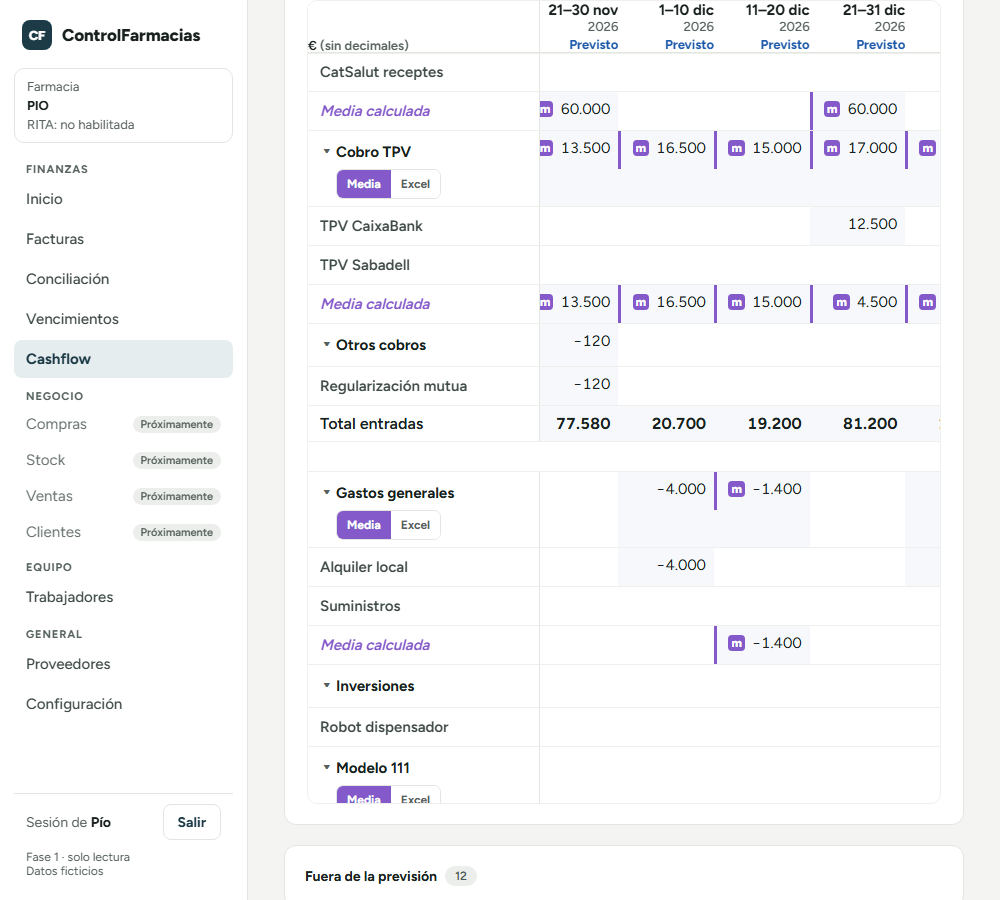 CF ControlFarmacias
Farmacia
PIO
RITA: no habilitada
FINANZAS
Inicio
Facturas
Conciliación
Vencimientos
Cashflow
NEGOCIO
Compras Próximamente
Stock Próximamente
Ventas Próximamente
Clientes Próximamente
EQUIPO
Trabajadores
GENERAL
Proveedores
Configuración
Sesión de Pío Salir
Fase 1 · solo lectura
Datos ficticios
21–30 nov 1–10 dic 11–20 dic 21–31 dic
2026 2026 2026 2026
€ (sin decimales) Previsto Previsto Previsto Previsto
CatSalut receptes
Media calculada m 60.000 m 60.000
Cobro TPV m 13.500 m 16.500 m 15.000 m 17.000 m
Media Excel
TPV CaixaBank 12.500
TPV Sabadell
Media calculada m 13.500 m 16.500 m 15.000 m 4.500 m
Otros cobros −120
Regularización mutua −120
Total entradas 77.580 20.700 19.200 81.200
Gastos generales −4.000 m −1.400
Media Excel
Alquiler local −4.000
Suministros
Media calculada m −1.400
Inversiones
Robot dispensador
Modelo 111
Media Excel
Fuera de la previsión 12